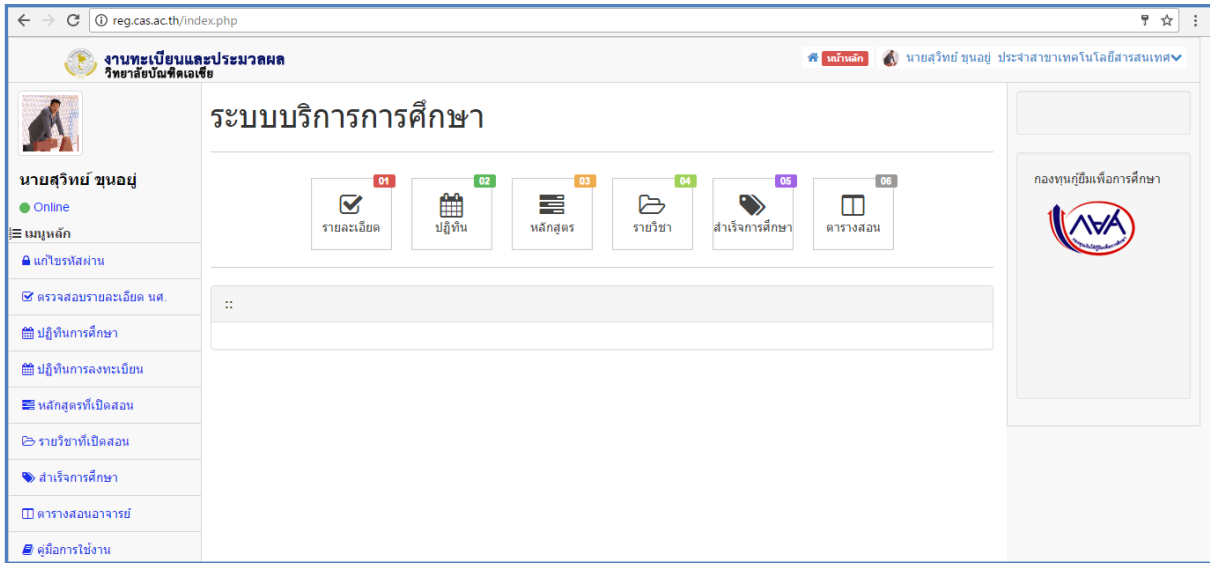 reg.cas.ac.th/index.php
งานทะเบียนและประมวลผล
วิทยาลัยบัณฑิตเอเซีย
หน้าหลัก
นายสุวิทย์ ขุนอยู่ ประจำสาขาเทคโนโลยีสารสนเทศ
ระบบบริการการศึกษา
นายสุวิทย์ ขุนอยู่
Online
เมนูหลัก
แก้ไขรหัสผ่าน
ตรวจสอบรายละเอียด นศ.
ปฏิทินการศึกษา
ปฏิทินการลงทะเบียน
หลักสูตรที่เปิดสอน
รายวิชาที่เปิดสอน
สำเร็จการศึกษา
ตารางสอนอาจารย์
คู่มือการใช้งาน
01 02 03 04 05 06
รายละเอียด ปฏิทิน หลักสูตร รายวิชา สำเร็จการศึกษา ตารางสอน
::
กองทุนกู้ยืมเพื่อการศึกษา